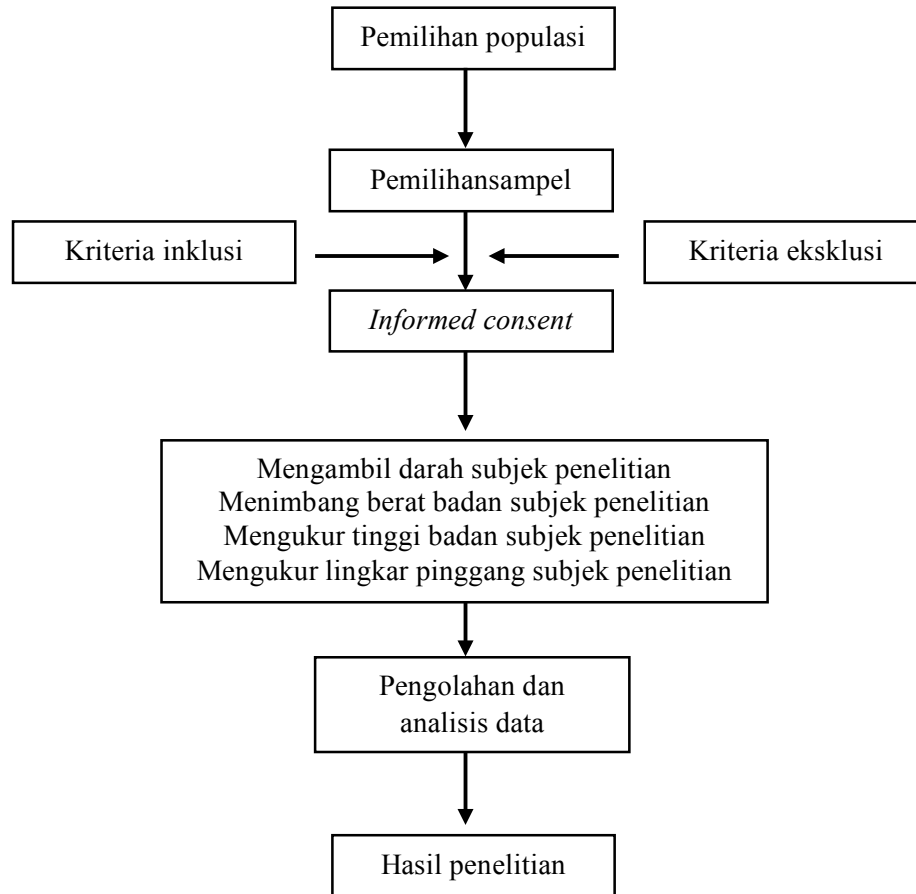 Pemilihan populasi
Pemilihansampel
Kriteria inklusi
Kriteria eksklusi
Informed consent
Mengambil darah subjek penelitian
Menimbang berat badan subjek penelitian
Mengukur tinggi badan subjek penelitian
Mengukur lingkar pinggang subjek penelitian
Pengolahan dan
analisis data
Hasil penelitian